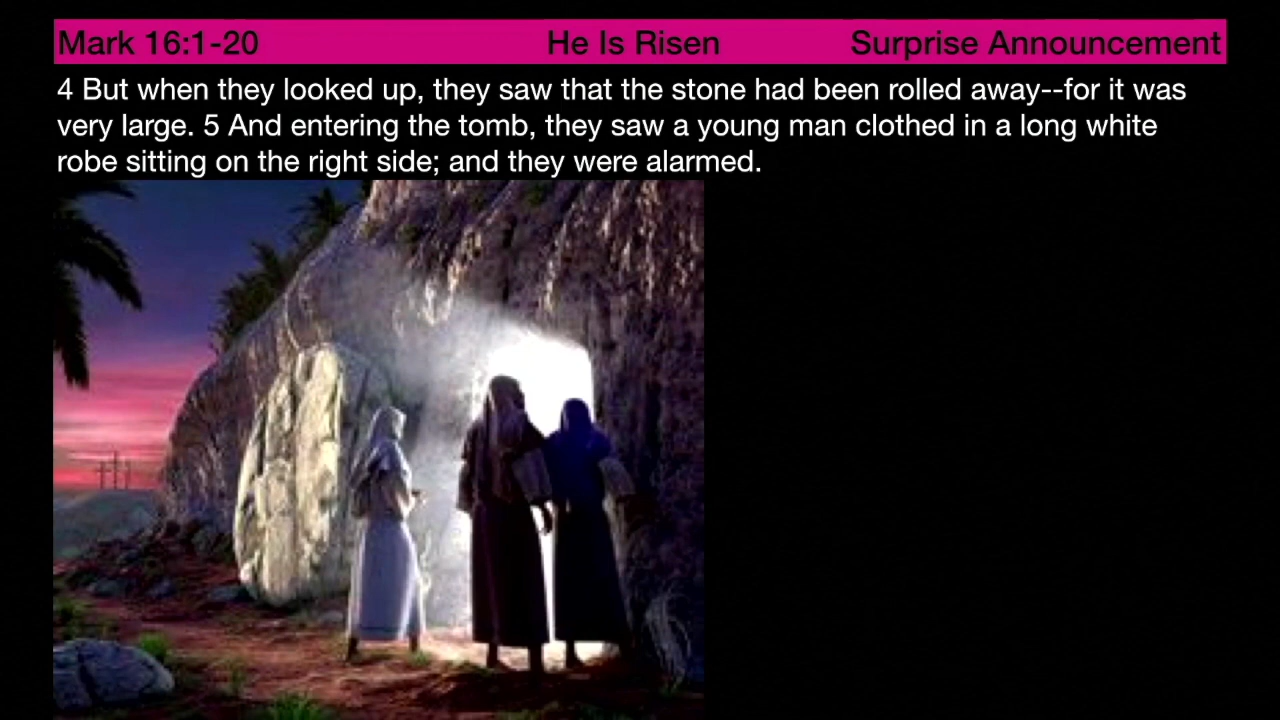 Mark 16:1-20 He Is Risen Surprise Announcement
4 But when they looked up, they saw that the stone had been rolled away--for it was
very large. 5 And entering the tomb, they saw a young man clothed in a long white
robe sitting on the right side; and they were alarmed.